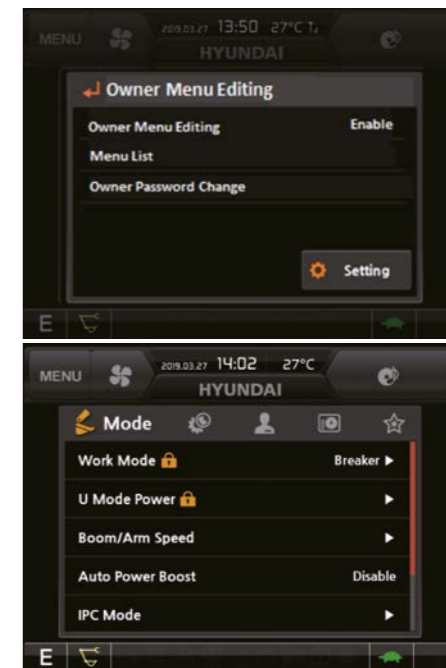 MENU 2019.03.27 13:50 27°C
HYUNDAI
Owner Menu Editing
Owner Menu Editing Enable
Menu List
Owner Password Change
Setting
E
MENU 2019.03.27 14:02 27°C
HYUNDAI
Mode
Work Mode Breaker ▶
U Mode Power ▶
Boom/Arm Speed ▶
Auto Power Boost Disable
IPC Mode ▶
E